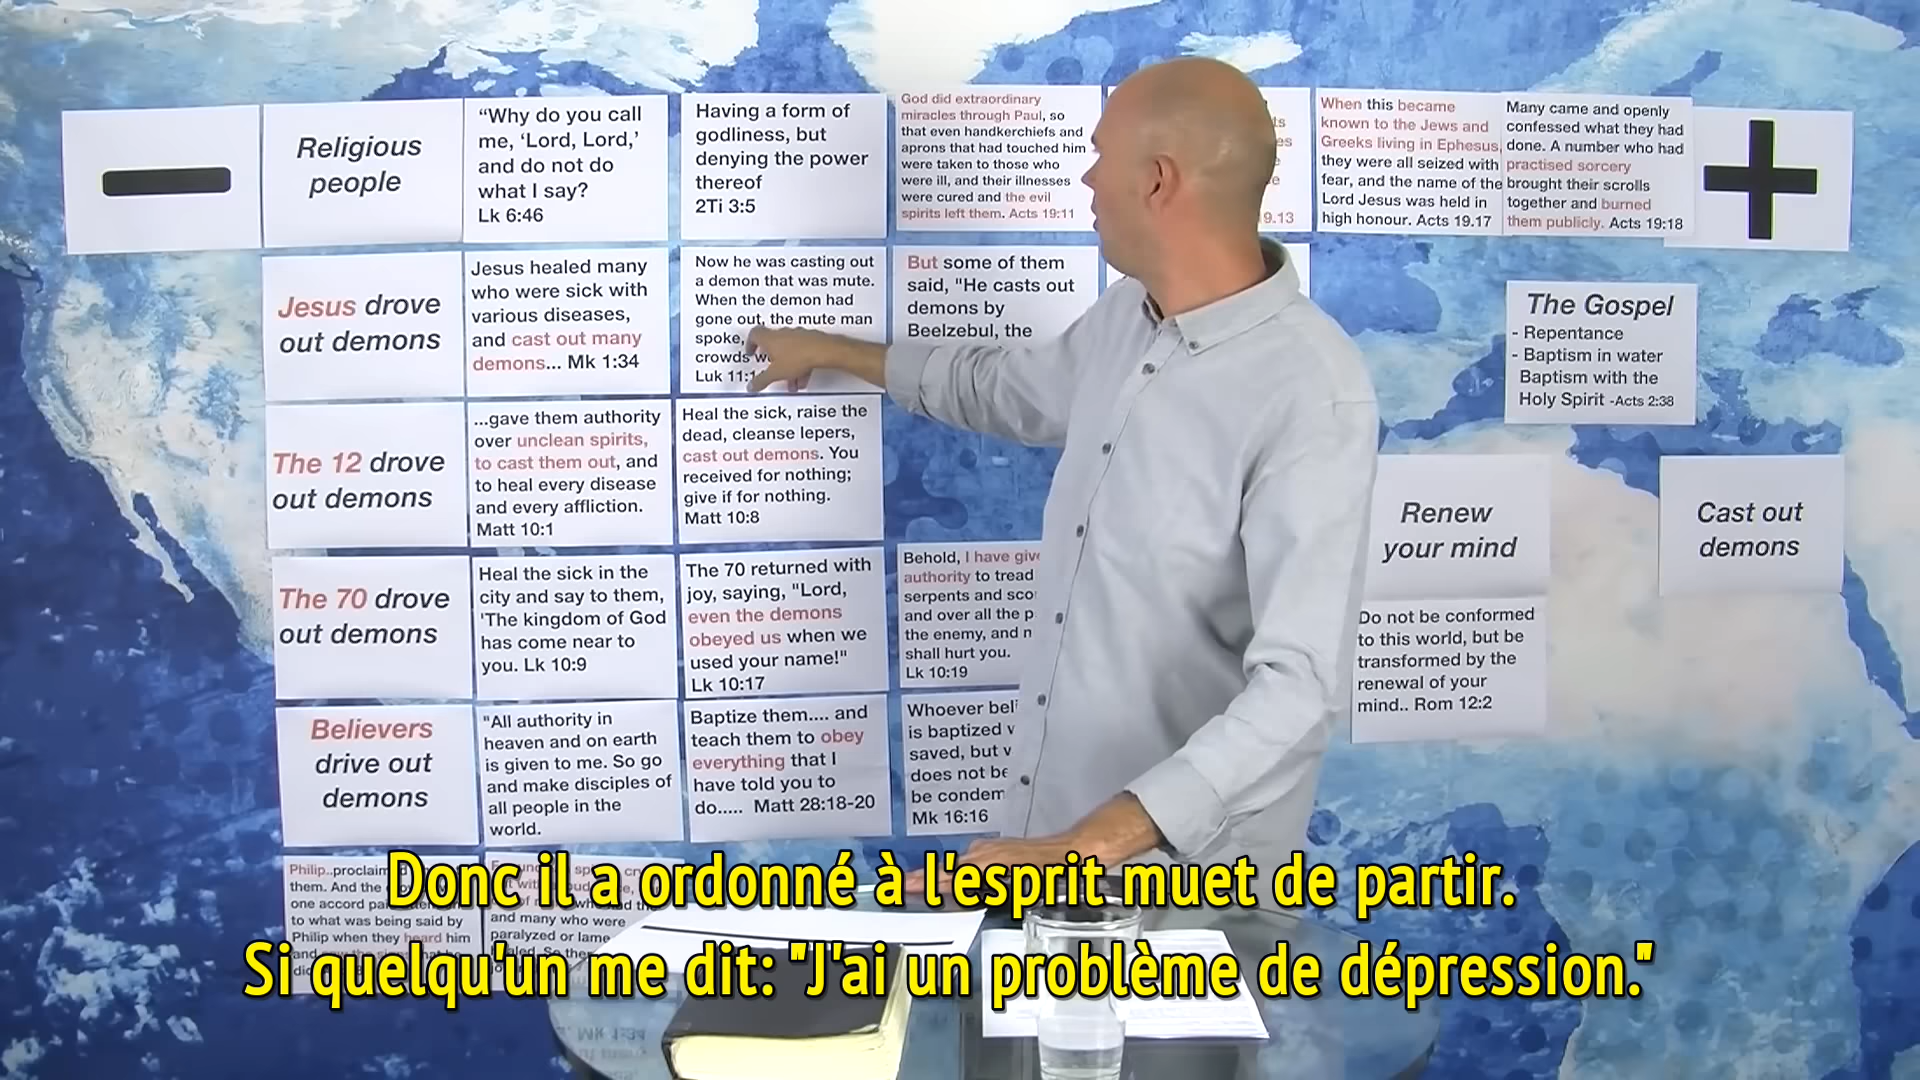 Religious
people
“Why do you call
me, ‘Lord, Lord,’
and do not do
what I say?
Lk 6:46
Having a form of
godliness, but
denying the power
thereof
2Ti 3:5
God did extraordinary
miracles through Paul, so
that even handkerchiefs and
aprons that had touched him
were taken to those who
were ill, and their illnesses
were cured and the evil
spirits left them. Acts 19:11
9.13
When this became
known to the Jews and
Greeks living in Ephesus,
they were all seized with
fear, and the name of the
Lord Jesus was held in
high honour. Acts 19.17
Many came and openly
confessed what they had
done. A number who had
practised sorcery
brought their scrolls
together and burned
them publicly. Acts 19:18
Jesus drove
out demons
Jesus healed many
who were sick with
various diseases,
and cast out many
demons... Mk 1:34
Now he was casting out
a demon that was mute.
When the demon had
gone out, the mute man
spoke,
crowds
Luk
But some of them
said, "He casts out
demons by
Beelzebul, the
The Gospel
- Repentance
- Baptism in water
Baptism with the
Holy Spirit -Acts 2:38
The 12 drove
out demons
...gave them authority
over unclean spirits,
to cast them out, and
to heal every disease
and every affliction.
Matt 10:1
Heal the sick, raise the
dead, cleanse lepers,
cast out demons. You
received for nothing;
give if for nothing.
Matt 10:8
Renew
your mind
Cast out
demons
The 70 drove
out demons
Heal the sick in the
city and say to them,
'The kingdom of God
has come near to
you. Lk 10:9
The 70 returned with
joy, saying, "Lord,
even the demons
obeyed us when we
used your name!"
Lk 10:17
Behold, I have give
authority to tread
serpents and sco
and over all the p
the enemy, and n
shall hurt you.
Lk 10:19
Do not be conformed
to this world, but be
transformed by the
renewal of your
mind.. Rom 12:2
Believers
drive out
demons
"All authority in
heaven and on earth
is given to me. So go
and make disciples of
all people in the
world.
Baptize them.... and
teach them to obey
everything that I
have told you to
do..... Matt 28:18-20
Whoever bel
is baptized
saved, but
does not be
be condem
Mk 16:16
Philip..proclaim
them. And the
one accord
to what was being said by
Philip when they heard him
and
and many who were
paralyzed or lame
Donc il a ordonné à l'esprit muet de partir.
Si quelqu'un me dit: "J'ai un problème de dépression."